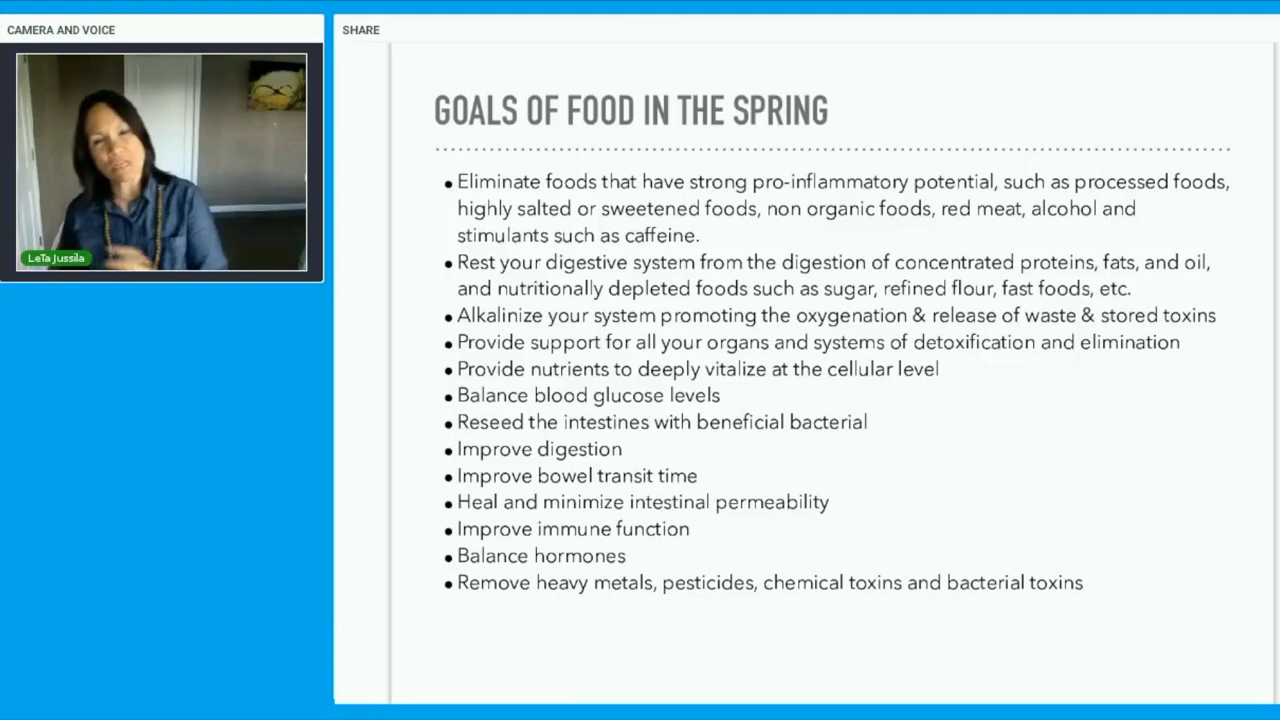 CAMERA AND VOICE
LeTa Jussila
SHARE
GOALS OF FOOD IN THE SPRING
• Eliminate foods that have strong pro-inflammatory potential, such as processed foods,
highly salted or sweetened foods, non organic foods, red meat, alcohol and
stimulants such as caffeine.
• Rest your digestive system from the digestion of concentrated proteins, fats, and oil,
and nutritionally depleted foods such as sugar, refined flour, fast foods, etc.
• Alkalinize your system promoting the oxygenation & release of waste & stored toxins
• Provide support for all your organs and systems of detoxification and elimination
• Provide nutrients to deeply vitalize at the cellular level
• Balance blood glucose levels
• Reseed the intestines with beneficial bacterial
• Improve digestion
• Improve bowel transit time
• Heal and minimize intestinal permeability
• Improve immune function
• Balance hormones
• Remove heavy metals, pesticides, chemical toxins and bacterial toxins